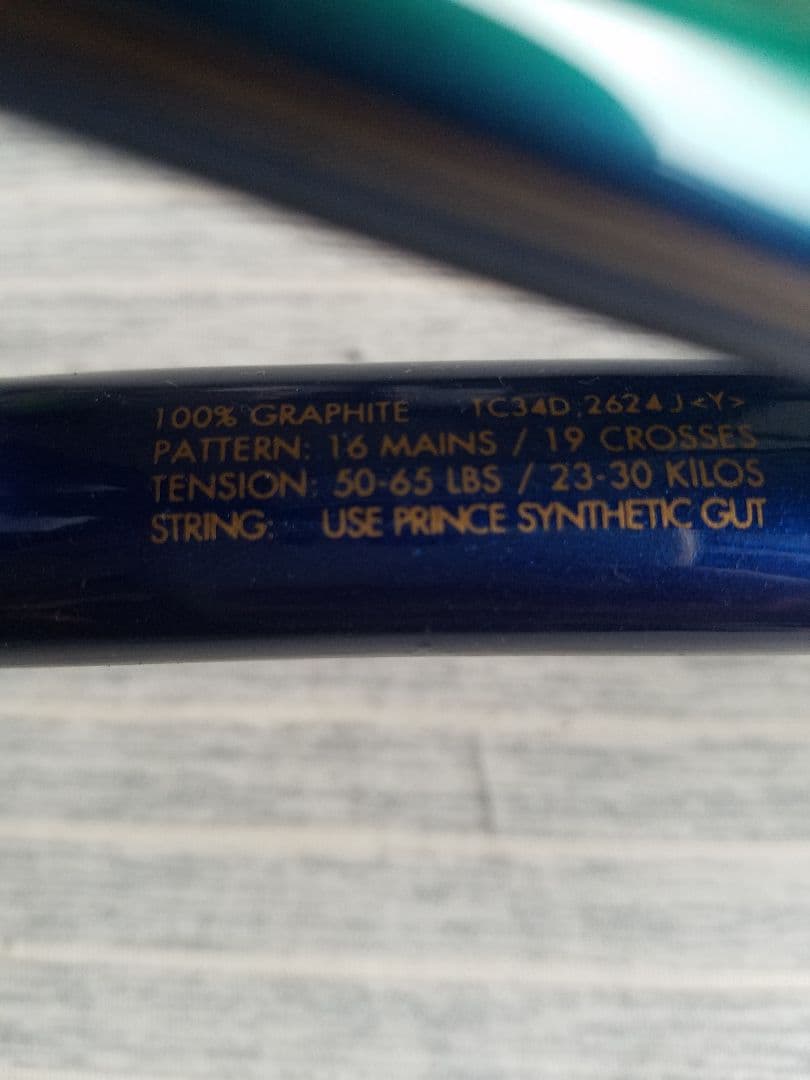 100% GRAPHITE TC34D.262▲J<Y>
PATTERN: 16 MAINS / 19 CROSSES
TENSION: 50-65 LBS / 23-30 KILOS
STRING: USE PRINCE SYNTHETIC GUT